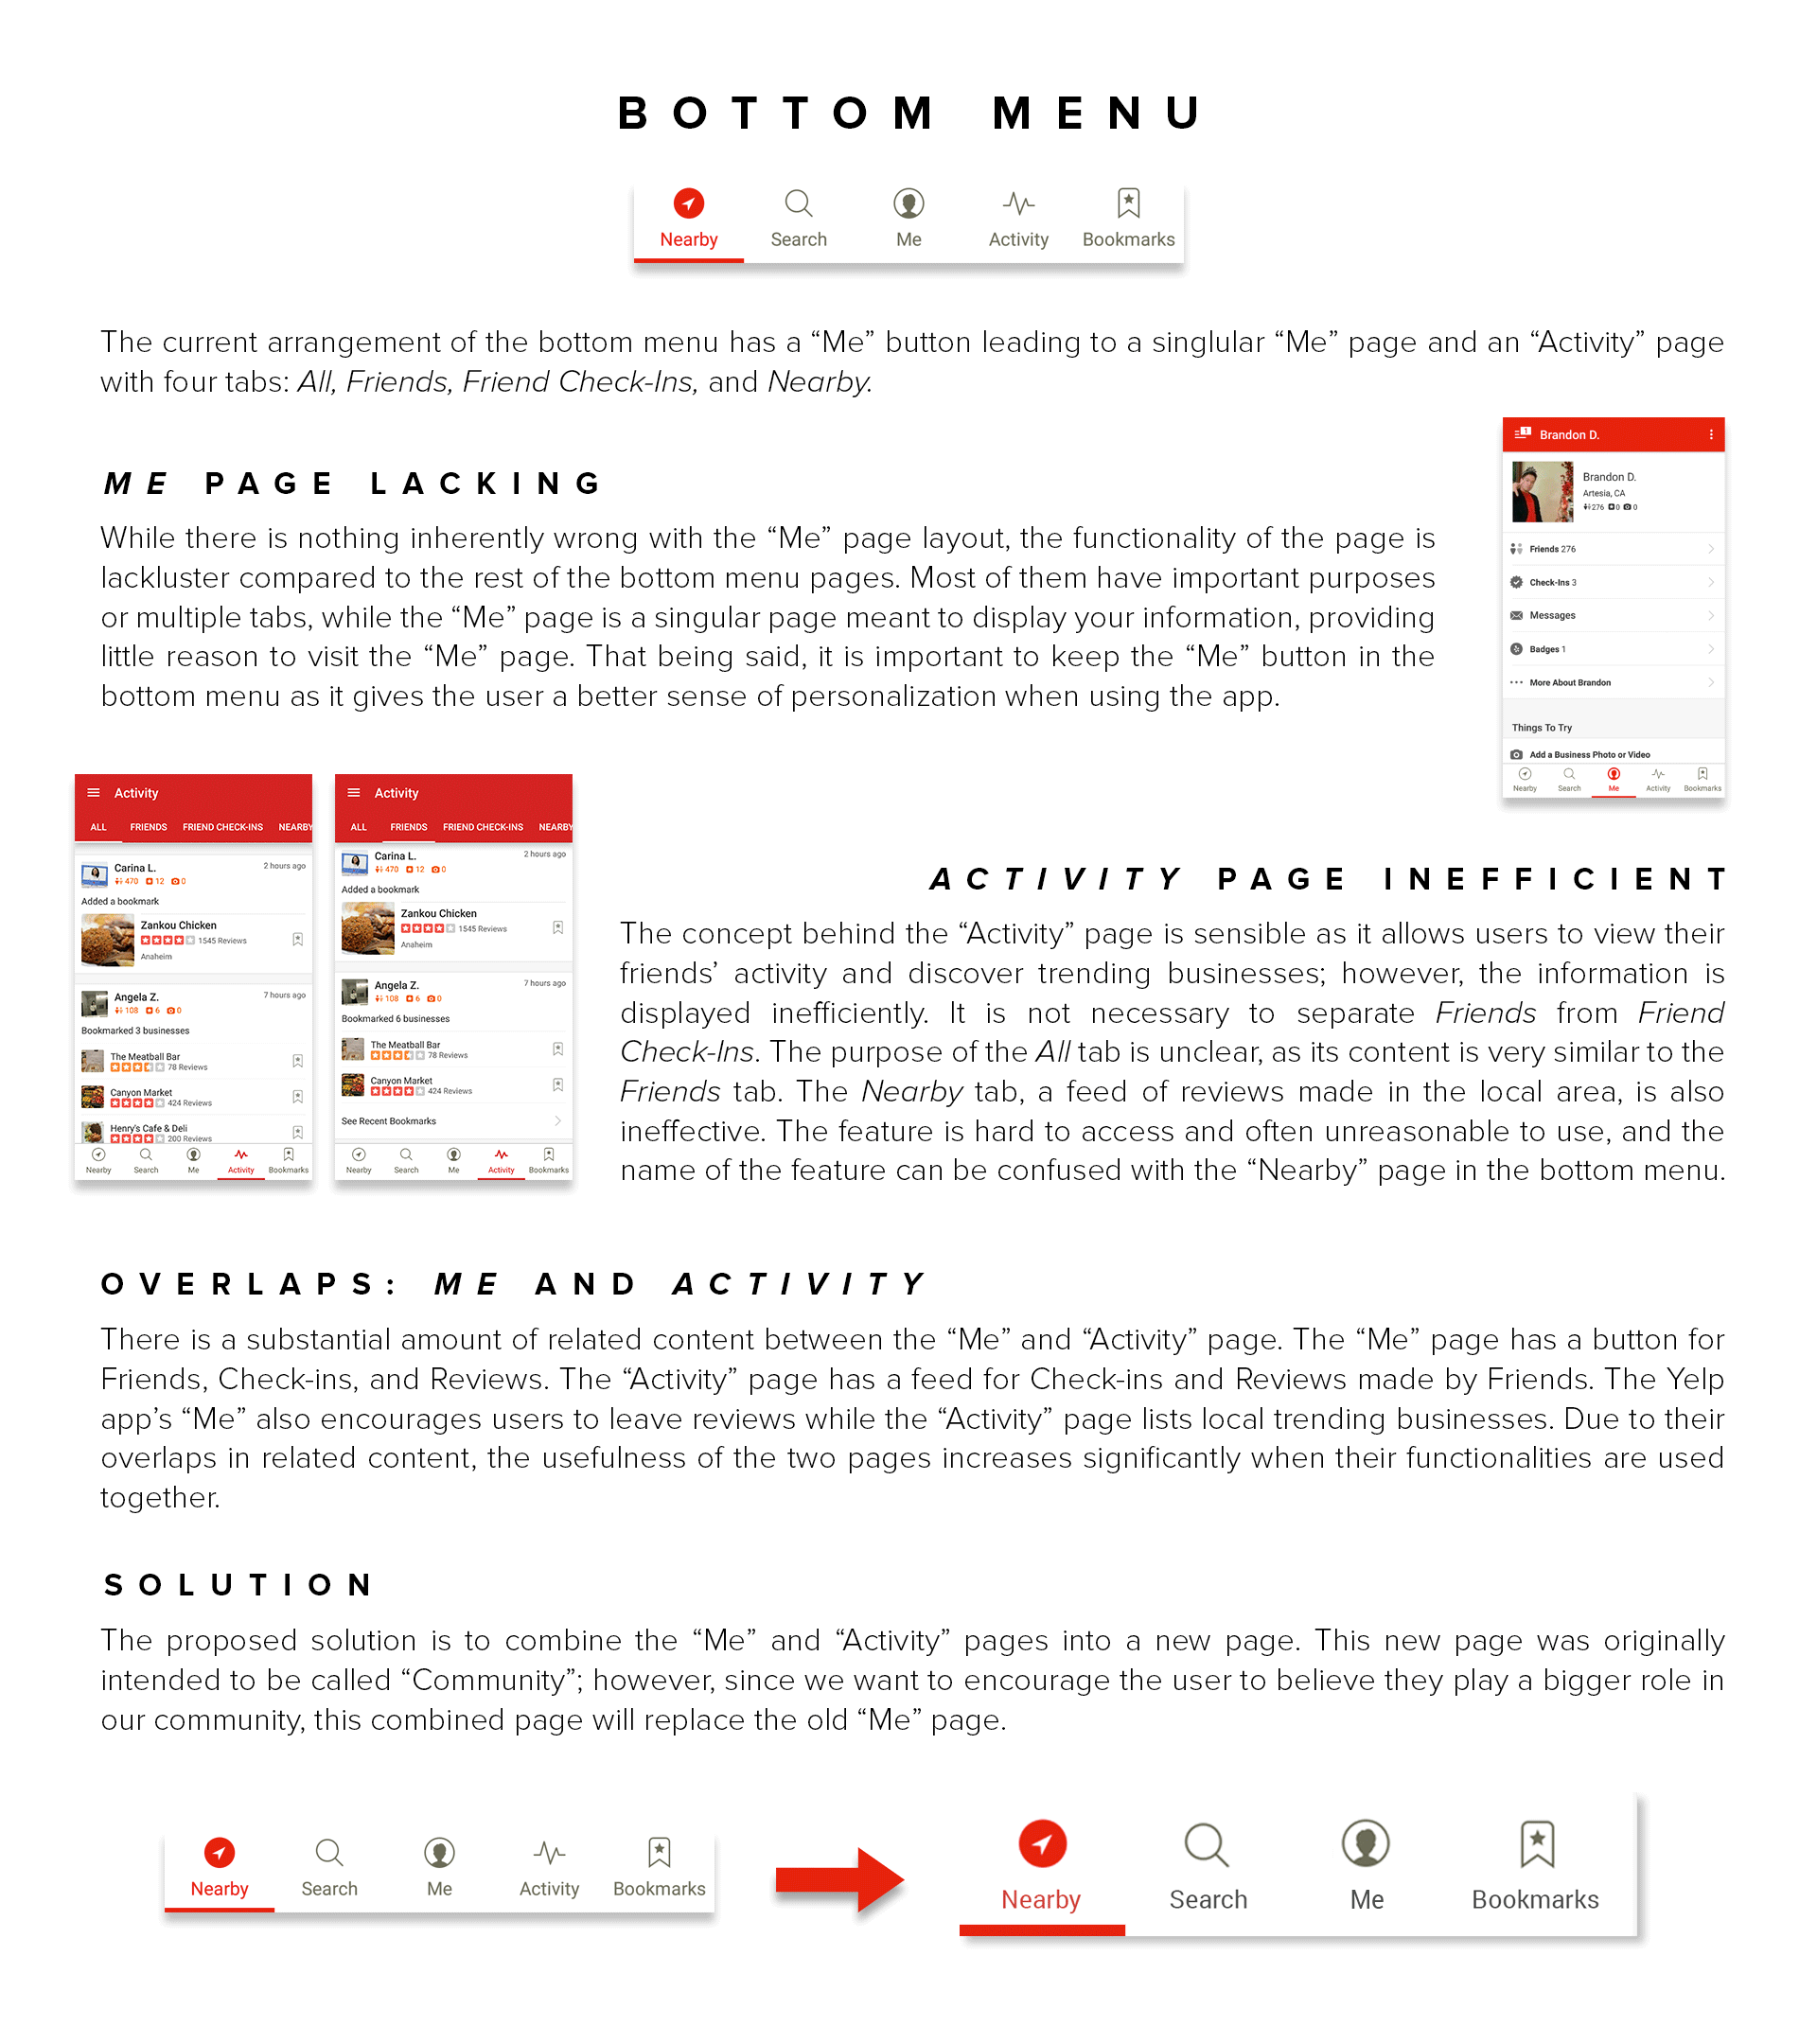 BOTTOM MENU
Nearby Search Me Activity Bookmarks
The current arrangement of the bottom menu has a “Me” button leading to a singlular “Me” page and an “Activity” page
with four tabs: All, Friends, Friend Check-Ins, and Nearby.
ME PAGE LACKING
While there is nothing inherently wrong with the “Me” page layout, the functionality of the page is
lackluster compared to the rest of the bottom menu pages. Most of them have important purposes
or multiple tabs, while the “Me” page is a singular page meant to display your information, providing
little reason to visit the “Me” page. That being said, it is important to keep the “Me” button in the
bottom menu as it gives the user a better sense of personalization when using the app.
1 Brandon D.
Brandon D.
Artesia, CA
276 0 0
Friends 276
Check-Ins 3
Messages
Badges 1
More About Brandon
Things To Try
Add a Business Photo or Video
Nearby Search Me Activity Bookmarks
Activity
ALL FRIENDS FRIEND CHECK-INS NEARBY
Carina L. 2 hours ago
470 12 0
Added a bookmark
Zankou Chicken
1545 Reviews
Anaheim
Angela Z. 7 hours ago
108 6 0
Bookmarked 3 businesses
The Meatball Bar
78 Reviews
Canyon Market
424 Reviews
Henry's Cafe & Deli
200 Reviews
Nearby Search Me Activity Bookmarks
Activity
ALL FRIENDS FRIEND CHECK-INS NEARBY
Carina L. 2 hours ago
470 12 0
Added a bookmark
Zankou Chicken
1545 Reviews
Anaheim
Angela Z. 7 hours ago
108 6 0
Bookmarked 6 businesses
The Meatball Bar
78 Reviews
Canyon Market
424 Reviews
See Recent Bookmarks
Nearby Search Me Activity Bookmarks
ACTIVITY PAGE INEFFICIENT
The concept behind the “Activity” page is sensible as it allows users to view their
friends’ activity and discover trending businesses; however, the information is
displayed inefficiently. It is not necessary to separate Friends from Friend
Check-Ins. The purpose of the All tab is unclear, as its content is very similar to the
Friends tab. The Nearby tab, a feed of reviews made in the local area, is also
ineffective. The feature is hard to access and often unreasonable to use, and the
name of the feature can be confused with the “Nearby” page in the bottom menu.
OVERLAPS: ME AND ACTIVITY
There is a substantial amount of related content between the “Me” and “Activity” page. The “Me” page has a button for
Friends, Check-ins, and Reviews. The “Activity” page has a feed for Check-ins and Reviews made by Friends. The Yelp
app’s “Me” also encourages users to leave reviews while the “Activity” page lists local trending businesses. Due to their
overlaps in related content, the usefulness of the two pages increases significantly when their functionalities are used
together.
SOLUTION
The proposed solution is to combine the “Me” and “Activity” pages into a new page. This new page was originally
intended to be called “Community”; however, since we want to encourage the user to believe they play a bigger role in
our community, this combined page will replace the old “Me” page.
Nearby Search Me Activity Bookmarks
Nearby Search Me Bookmarks